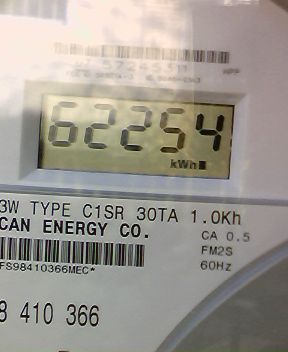 62254
kWh
3W TYPE C1SR 30TA 1.0Kh
CAN ENERGY CO.
CA 0.5
FM2S
60Hz
FS98410366MEC*
8 410 366